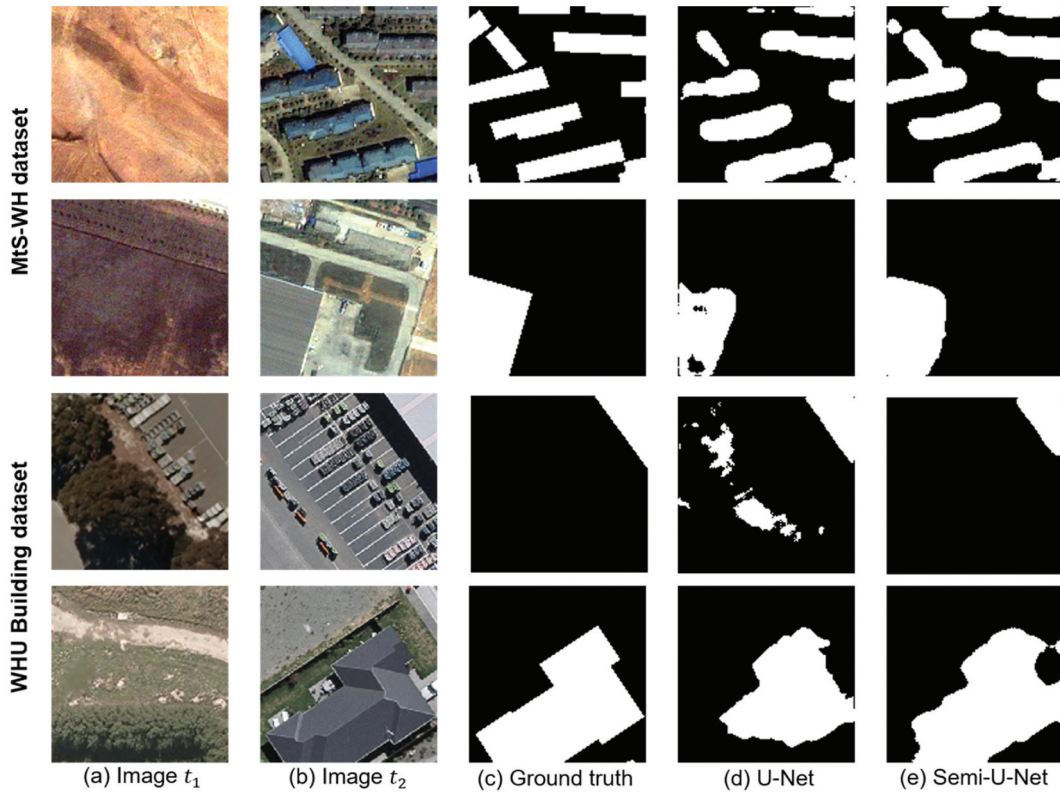 MtS-WH dataset
WHU Building dataset
(a) Image t₁
(b) Image t₂
(c) Ground truth
(d) U-Net
(e) Semi-U-Net